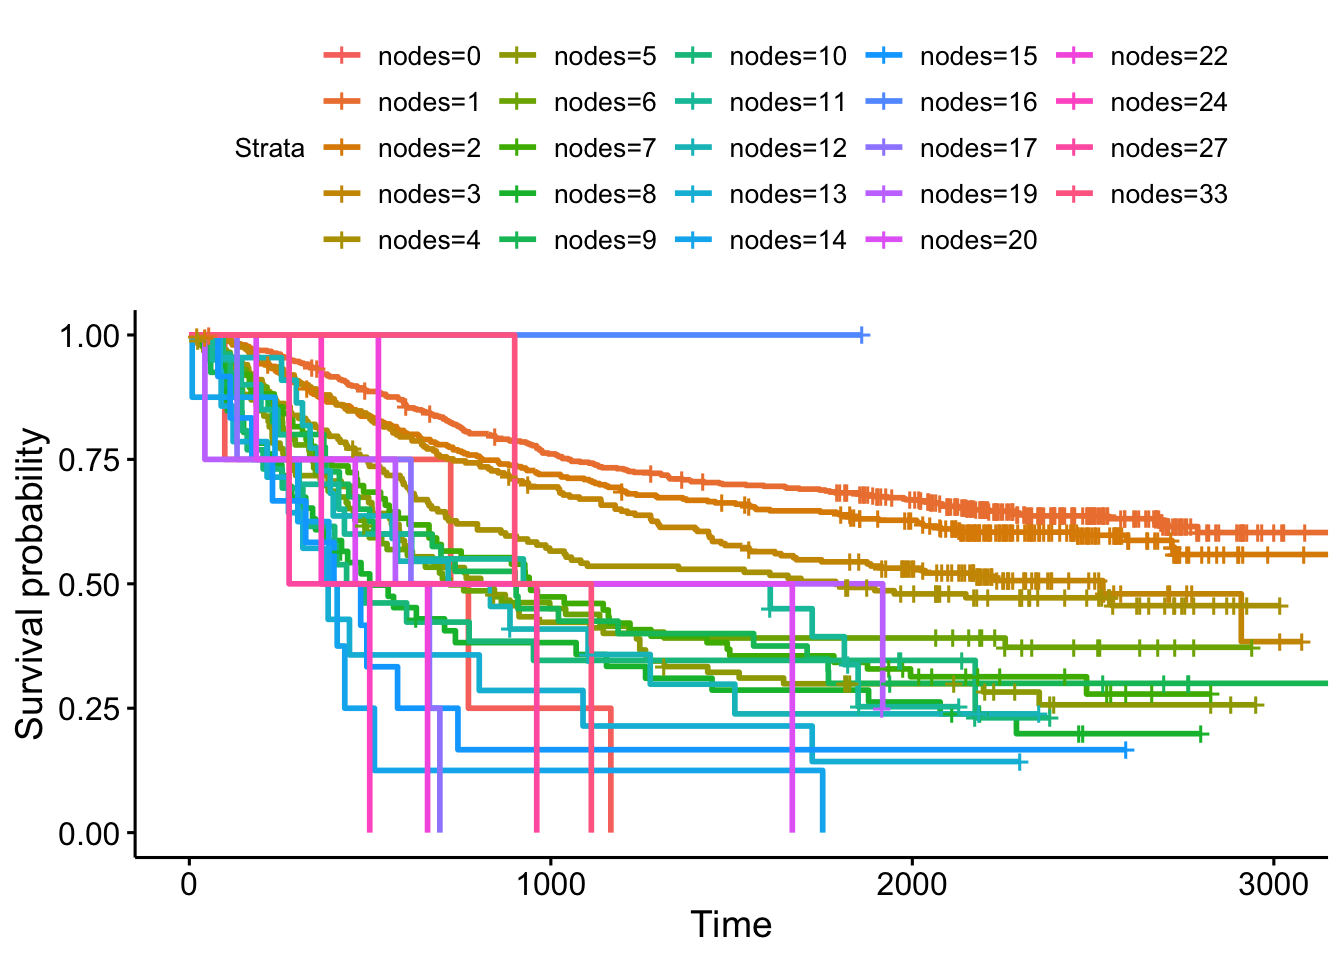 nodes=0 nodes=5 nodes=10 nodes=15 nodes=22
nodes=1 nodes=6 nodes=11 nodes=16 nodes=24
Strata nodes=2 nodes=7 nodes=12 nodes=17 nodes=27
nodes=3 nodes=8 nodes=13 nodes=19 nodes=33
nodes=4 nodes=9 nodes=14 nodes=20
Survival probability
1.00
0.75
0.50
0.25
0.00
0 1000 2000 3000
Time